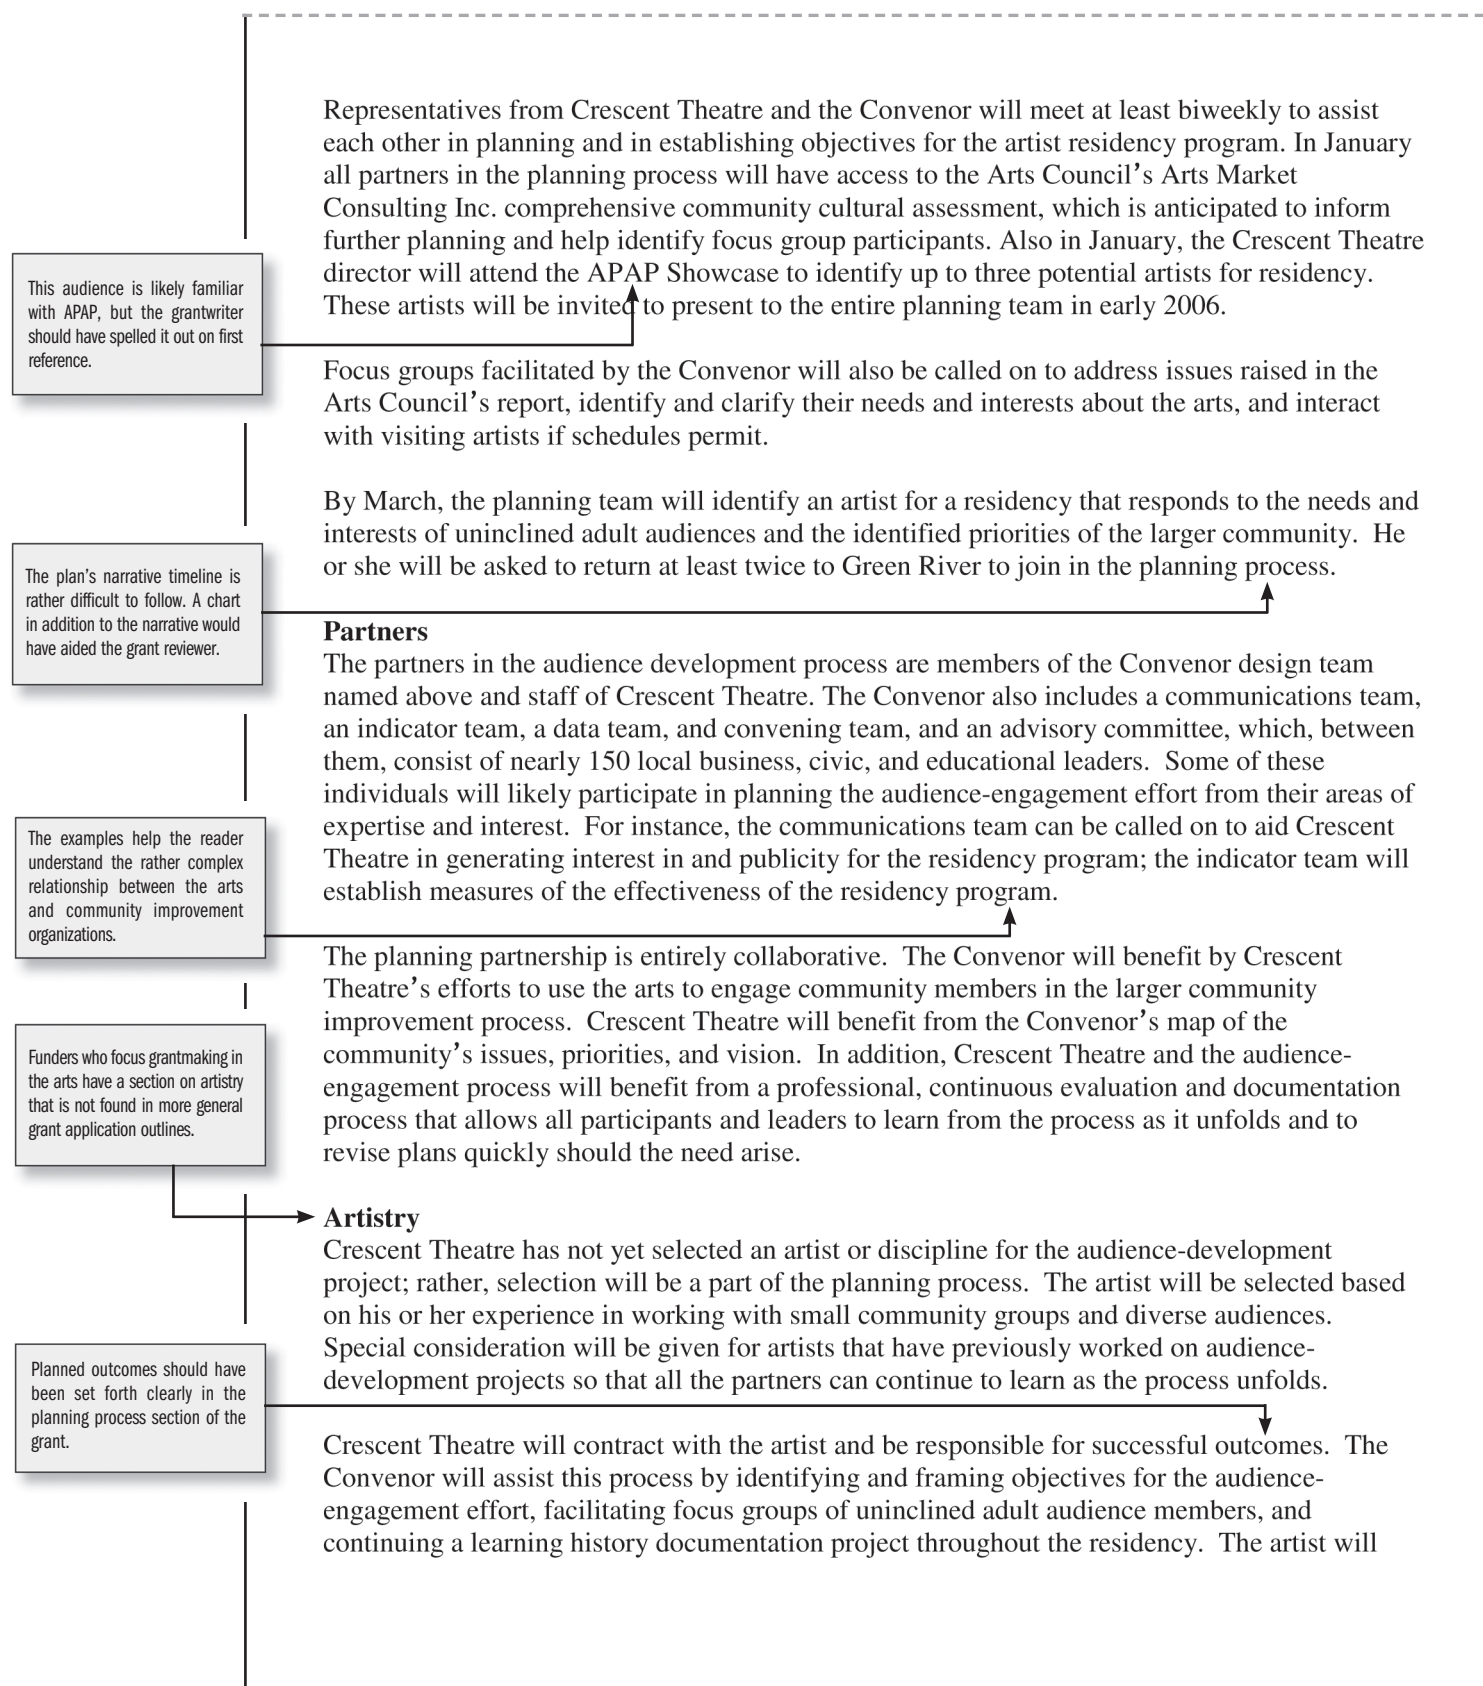 Representatives from Crescent Theatre and the Convenor will meet at least biweekly to assist
each other in planning and in establishing objectives for the artist residency program. In January
all partners in the planning process will have access to the Arts Council's Arts Market
Consulting Inc. comprehensive community cultural assessment, which is anticipated to inform
further planning and help identify focus group participants. Also in January, the Crescent Theatre
director will attend the APAP Showcase to identify up to three potential artists for residency.
These artists will be invited to present to the entire planning team in early 2006.
This audience is likely familiar
with APAP, but the grantwriter
should have spelled it out on first
reference.
Focus groups facilitated by the Convenor will also be called on to address issues raised in the
Arts Council's report, identify and clarify their needs and interests about the arts, and interact
with visiting artists if schedules permit.
By March, the planning team will identify an artist for a residency that responds to the needs and
interests of uninclined adult audiences and the identified priorities of the larger community.  He
or she will be asked to return at least twice to Green River to join in the planning process.
The plan's narrative timeline is
rather difficult to follow. A chart
in addition to the narrative would
have aided the grant reviewer.
Partners
The partners in the audience development process are members of the Convenor design team
named above and staff of Crescent Theatre. The Convenor also includes a communications team,
an indicator team, a data team, and convening team, and an advisory committee, which, between
them, consist of nearly 150 local business, civic, and educational leaders.  Some of these
individuals will likely participate in planning the audience-engagement effort from their areas of
expertise and interest.  For instance, the communications team can be called on to aid Crescent
Theatre in generating interest in and publicity for the residency program; the indicator team will
establish measures of the effectiveness of the residency program.
The examples help the reader
understand the rather complex
relationship between the arts
and community improvement
organizations.
The planning partnership is entirely collaborative.  The Convenor will benefit by Crescent
Theatre's efforts to use the arts to engage community members in the larger community
improvement process.  Crescent Theatre will benefit from the Convenor's map of the
community's issues, priorities, and vision.  In addition, Crescent Theatre and the audience-
engagement process will benefit from a professional, continuous evaluation and documentation
process that allows all participants and leaders to learn from the process as it unfolds and to
revise plans quickly should the need arise.
Funders who focus grantmaking in
the arts have a section on artistry
that is not found in more general
grant application outlines.
Artistry
Crescent Theatre has not yet selected an artist or discipline for the audience-development
project; rather, selection will be a part of the planning process.  The artist will be selected based
on his or her experience in working with small community groups and diverse audiences.
Special consideration will be given for artists that have previously worked on audience-
development projects so that all the partners can continue to learn as the process unfolds.
Planned outcomes should have
been set forth clearly in the
planning process section of the
grant.
Crescent Theatre will contract with the artist and be responsible for successful outcomes.  The
Convenor will assist this process by identifying and framing objectives for the audience-
engagement effort, facilitating focus groups of uninclined adult audience members, and
continuing a learning history documentation project throughout the residency.  The artist will